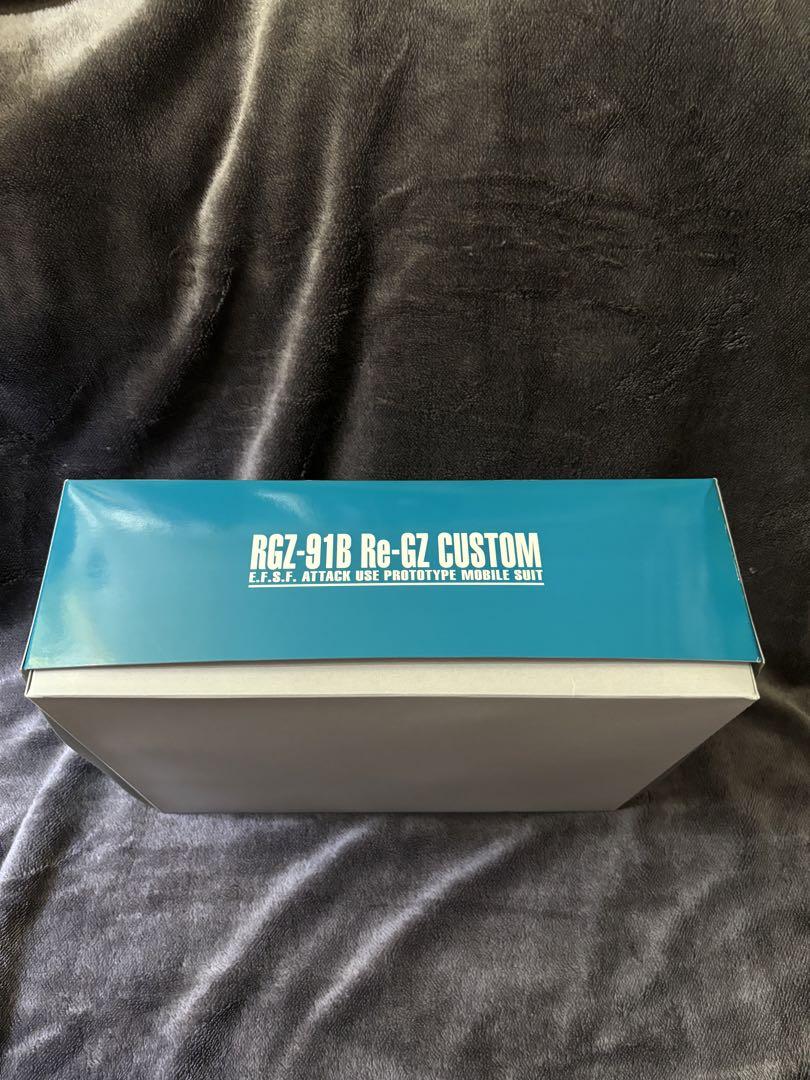 RGZ-91B Re-GZ CUSTOM
E.F.S.F. ATTACK USE PROTOTYPE MOBILE SUIT